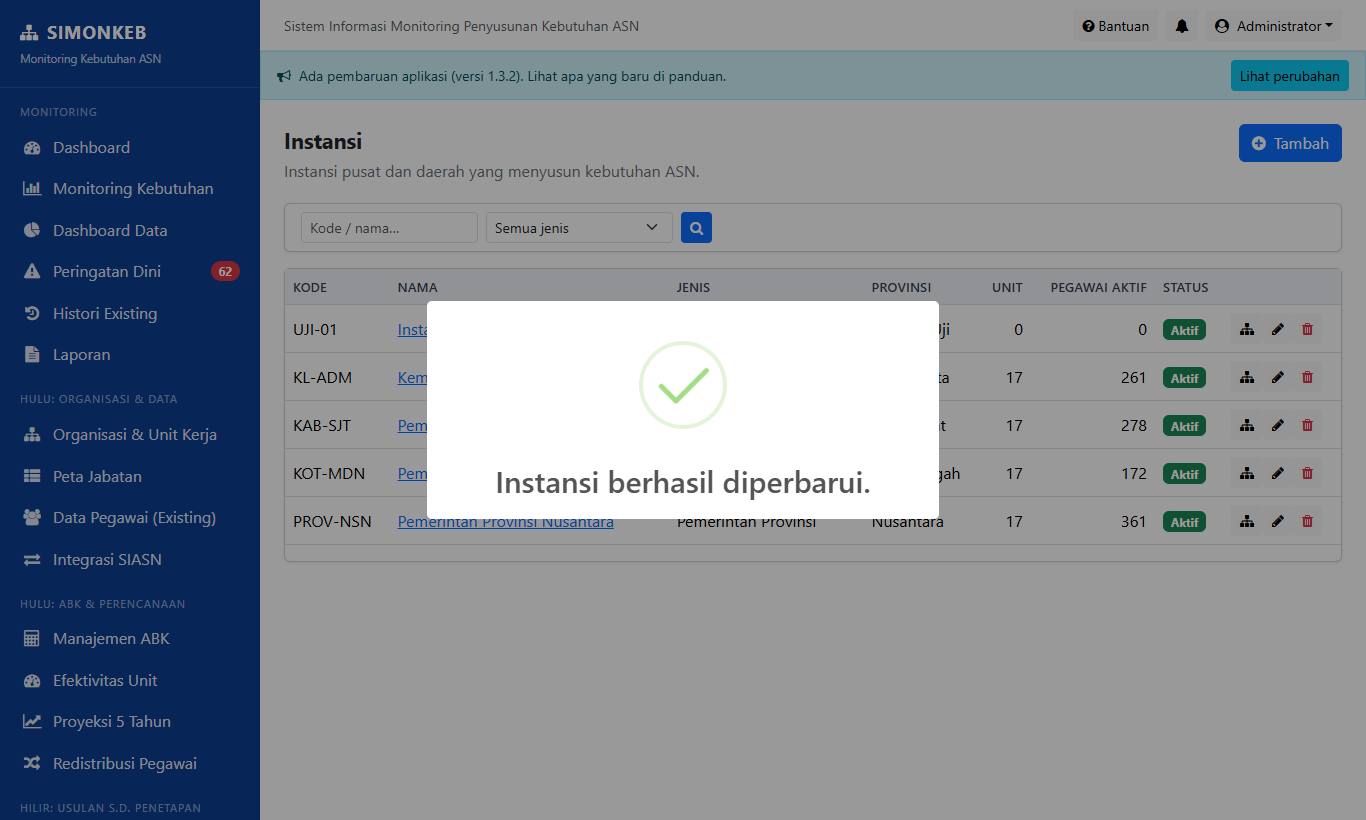 SIMONKEB
Monitoring Kebutuhan ASN
MONITORING
Dashboard
Monitoring Kebutuhan
Dashboard Data
Peringatan Dini 62
Histori Existing
Laporan
HULU: ORGANISASI & DATA
Organisasi & Unit Kerja
Peta Jabatan
Data Pegawai (Existing)
Integrasi SIASN
HULU: ABK & PERENCANAAN
Manajemen ABK
Efektivitas Unit
Proyeksi 5 Tahun
Redistribusi Pegawai
HILIR: USULAN S.D. PENETAPAN
Sistem Informasi Monitoring Penyusunan Kebutuhan ASN Bantuan Administrator
Ada pembaruan aplikasi (versi 1.3.2). Lihat apa yang baru di panduan. Lihat perubahan
Instansi Tambah
Instansi pusat dan daerah yang menyusun kebutuhan ASN.
Kode / nama... Semua jenis
KODE NAMA JENIS PROVINSI UNIT PEGAWAI AKTIF STATUS
UJI-01 0 0 Aktif
KL-ADM 17 261 Aktif
KAB-SJT 17 278 Aktif
KOT-MDN 17 172 Aktif
PROV-NSN Pemerintah Provinsi Nusantara Pemerintah Provinsi Nusantara 17 361 Aktif
Instansi berhasil diperbarui.